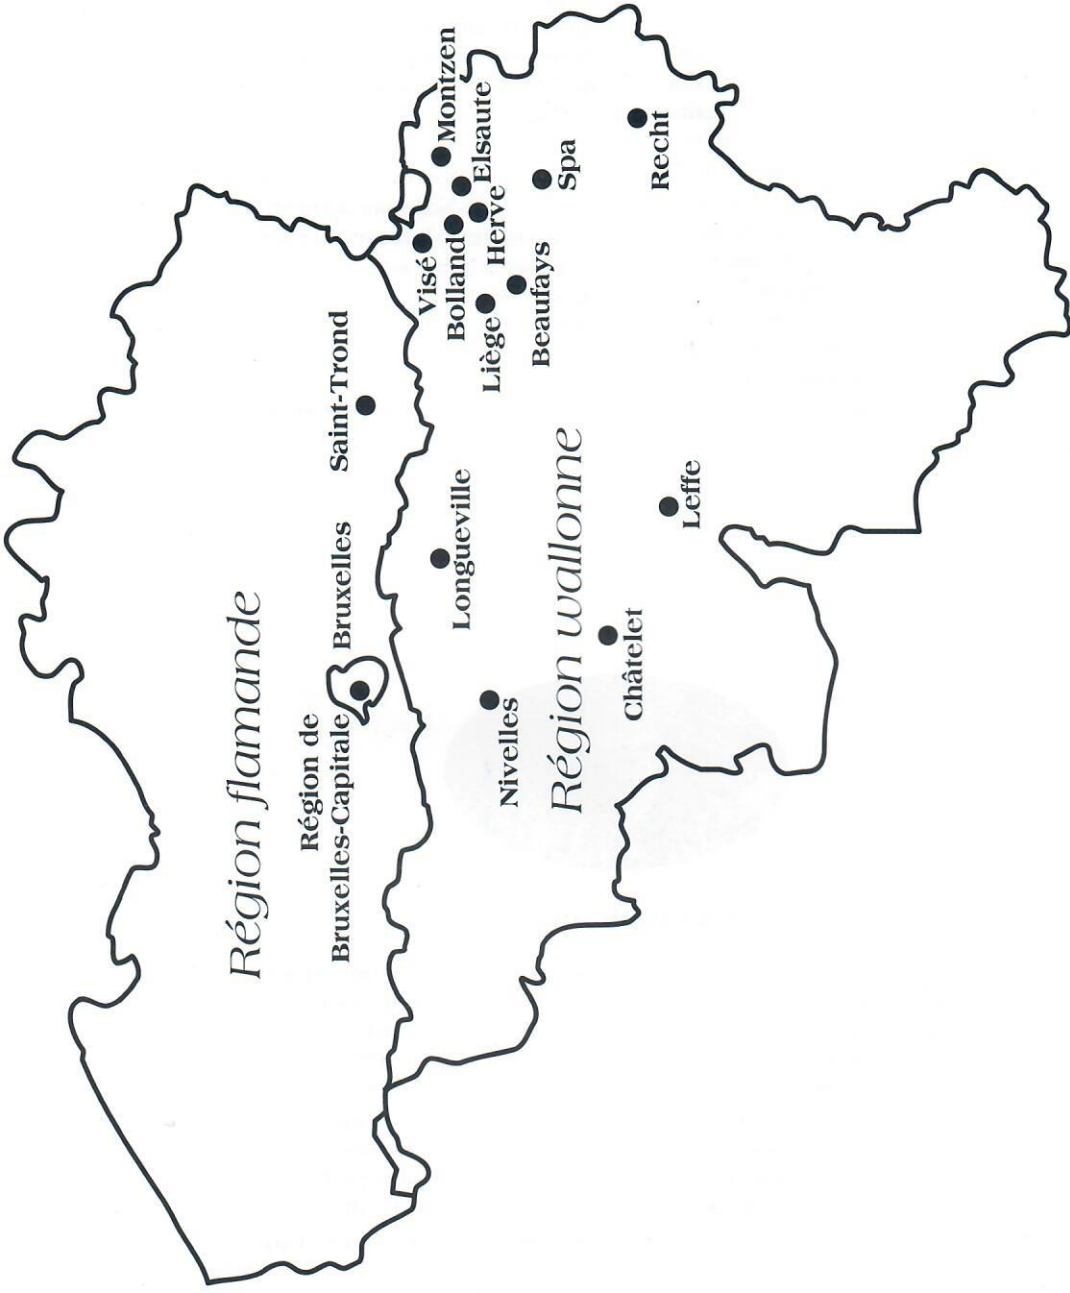 Région flamande
Région de
Bruxelles-Capitale
Bruxelles
Saint-Trond
Visé
Montzen
Bolland
Elsaute
Liège
Herve
Longueville
Nivelles
Beaufays
Spa
Région wallonne
Châtelet
Recht
Leffe